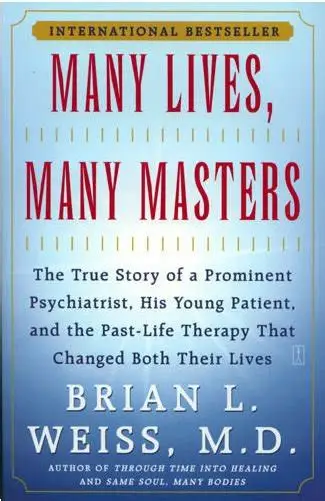 INTERNATIONAL BESTSELLER
MANY LIVES,
MANY MASTERS
The True Story of a Prominent
Psychiatrist, His Young Patient,
and the Past-Life Therapy That
Changed Both Their Lives
BRIAN L.
WEISS, M.D.
AUTHOR OF THROUGH TIME INTO HEALING
AND SAME SOUL, MANY BODIES